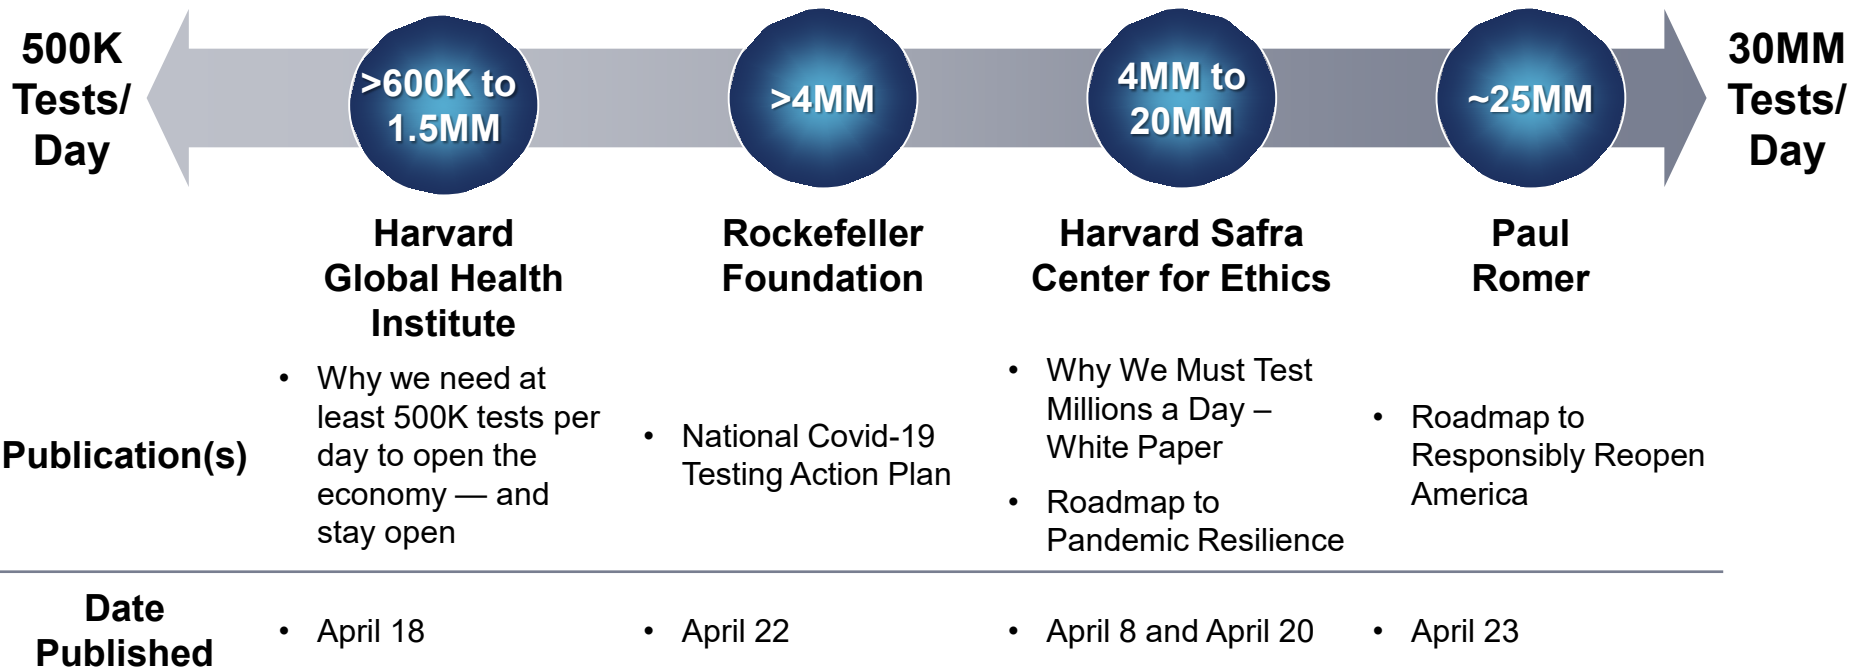 500K
Tests/
Day
>600K to
1.5MM
>4MM
4MM to
20MM
~25MM
30MM
Tests/
Day
Harvard
Global Health
Institute
Rockefeller
Foundation
Harvard Safra
Center for Ethics
Paul
Romer
Publication(s)
• Why we need at
least 500K tests per
day to open the
economy — and
stay open
• National Covid-19
Testing Action Plan
• Why We Must Test
Millions a Day –
White Paper
• Roadmap to
Pandemic Resilience
• Roadmap to
Responsibly Reopen
America
Date
Published
• April 18
• April 22
• April 8 and April 20
• April 23